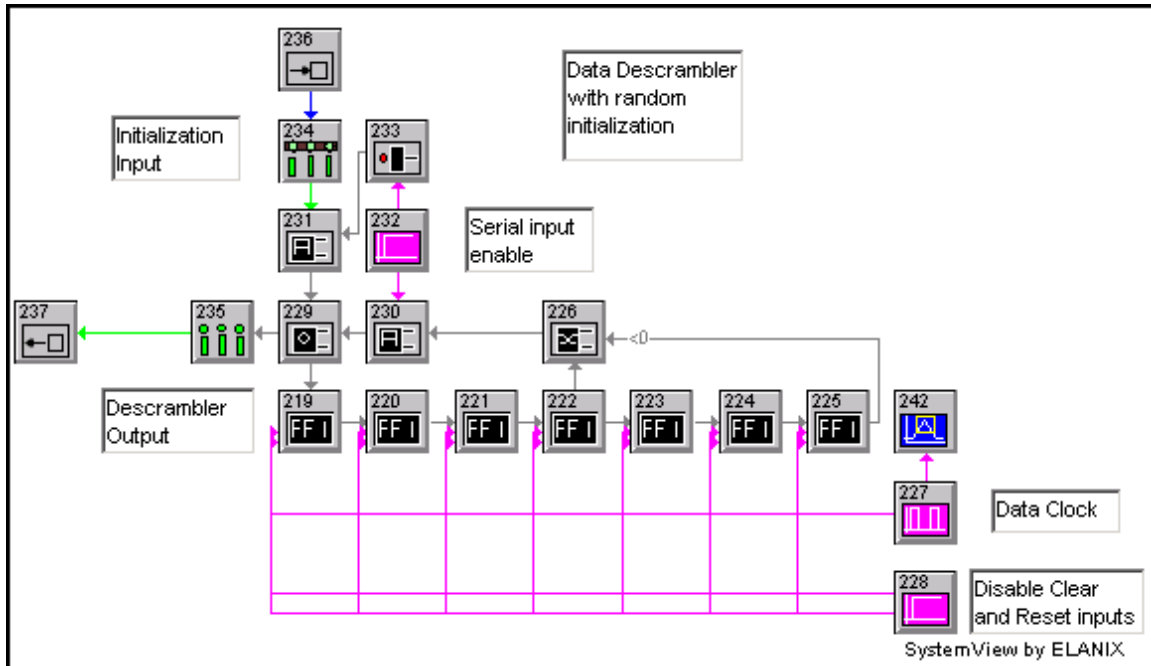 236
Data Descrambler
with random
initialization
Initialization
Input
234
233
231
232
Serial input
enable
237
235
229
230
226
<0
Descrambler
Output
219
220
221
222
223
224
225
242
FF I
FF I
FF I
FF I
FF I
FF I
FF I
227
Data Clock
228
Disable Clear
and Reset inputs
SystemView by ELANIX